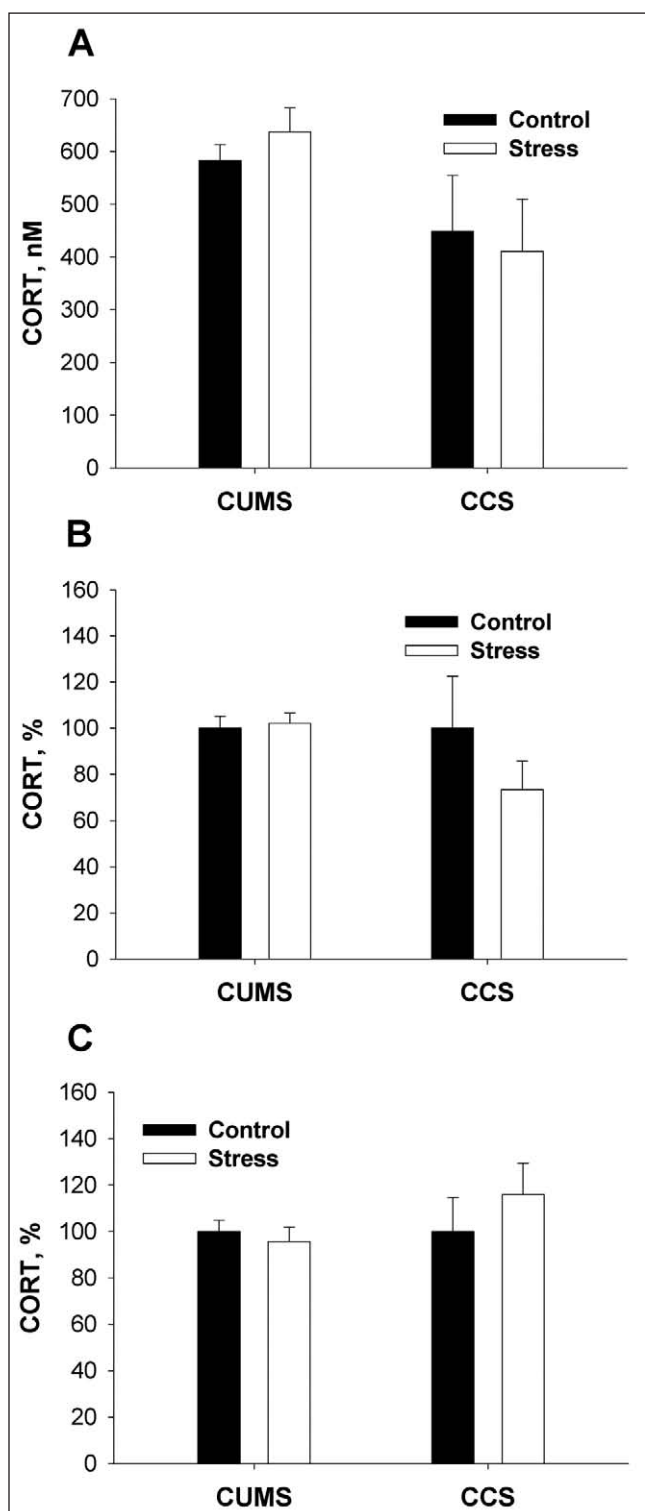 A
700
600
500
400
300
200
100
0
CORT, nM
Control
Stress
CUMS CCS
B
160
140
120
100
80
60
40
20
0
CORT, %
Control
Stress
CUMS CCS
C
160
140
120
100
80
60
40
20
0
CORT, %
Control
Stress
CUMS CCS